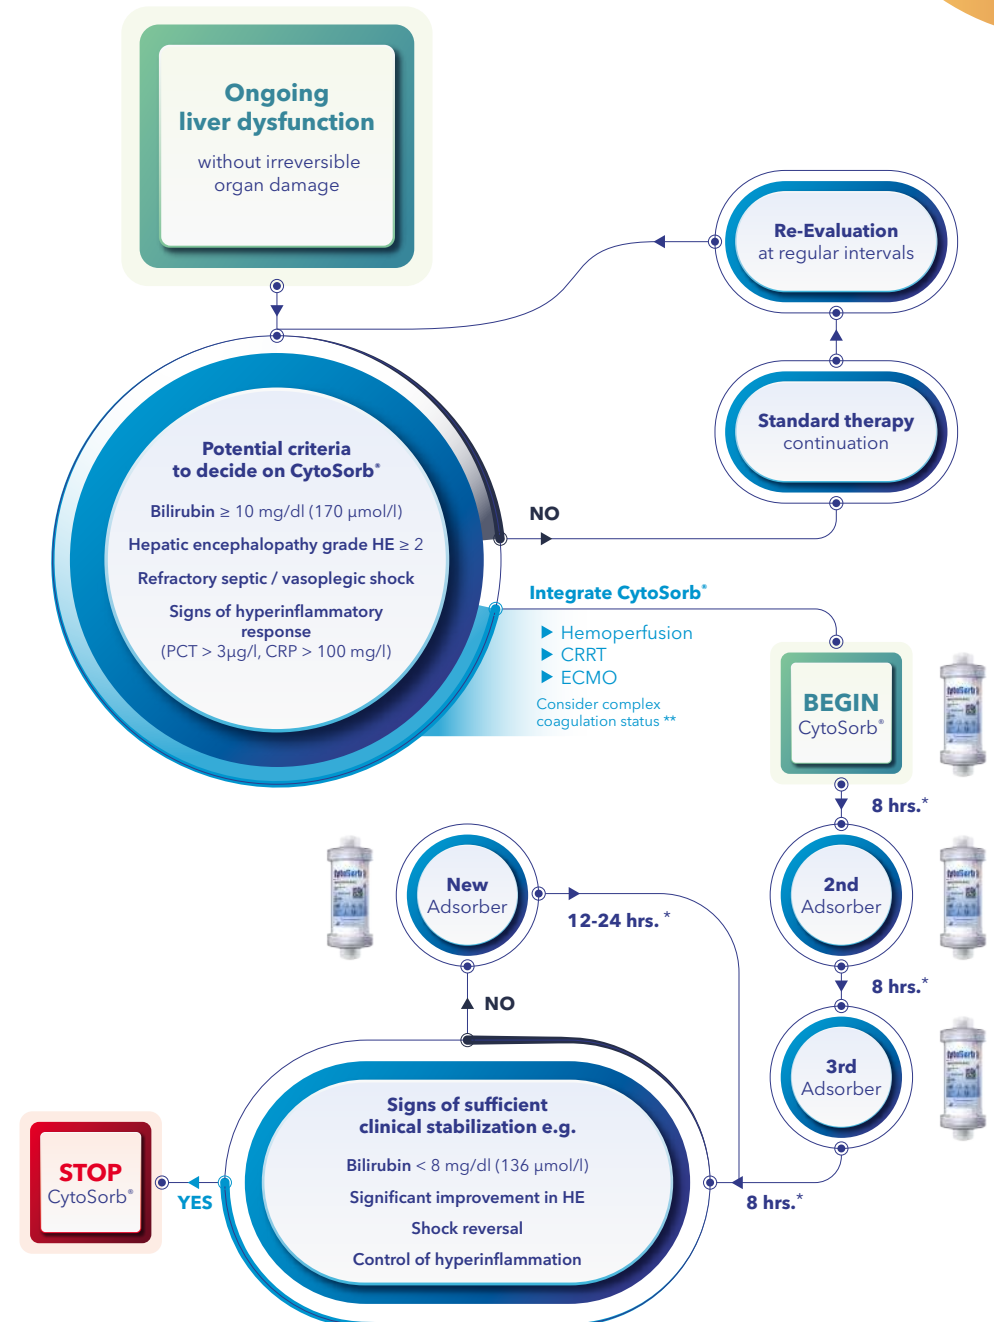 Ongoing
liver dysfunction
without irreversible
organ damage
Re-Evaluation
at regular intervals
Standard therapy
continuation
Potential criteria
to decide on CytoSorb®
Bilirubin ≥ 10 mg/dl (170 µmol/l)
Hepatic encephalopathy grade HE ≥ 2
Refractory septic / vasoplegic shock
Signs of hyperinflammatory
response
(PCT > 3µg/l, CRP > 100 mg/l)
NO
Integrate CytoSorb®
Hemoperfusion
CRRT
ECMO
Consider complex
coagulation status **
BEGIN
CytoSorb®
CytoSorb
8 hrs.*
2nd
Adsorber
CytoSorb
8 hrs.*
3rd
Adsorber
CytoSorb
8 hrs.*
New
Adsorber
CytoSorb
12-24 hrs. *
NO
Signs of sufficient
clinical stabilization e.g.
Bilirubin < 8 mg/dl (136 µmol/l)
Significant improvement in HE
Shock reversal
Control of hyperinflammation
YES
STOP
CytoSorb®